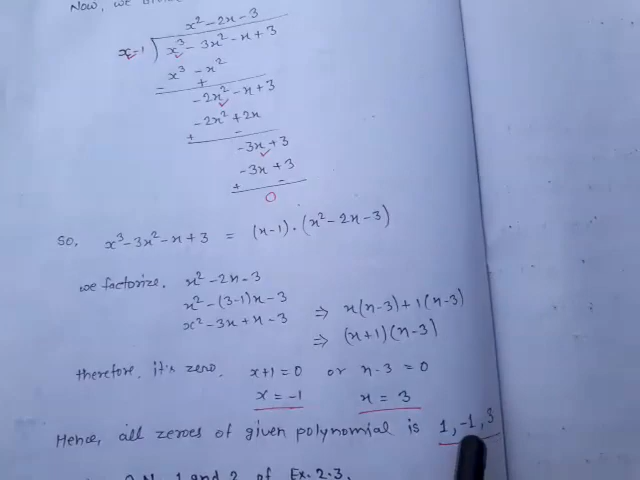 Now, we
x² - 2x - 3
x-1 ) x³ - 3x² - x + 3
x³ - x²
- +
-2x² - x + 3
-2x² + 2x
+ -
-3x + 3
-3x + 3
+ -
0
So, x³-3x²-x+3 = (x-1).(x²-2x-3)
we factorize, x²-2x-3
x²-(3-1)x-3
x²-3x+x-3 ⇒ x(x-3)+1(x-3)
⇒ (x+1)(x-3)
therefore, it's zero, x+1=0 or x-3=0
x=-1 x=3
Hence, all zeroes of given polynomial is 1,-1,3
1 and 2 of Ex.2.3.